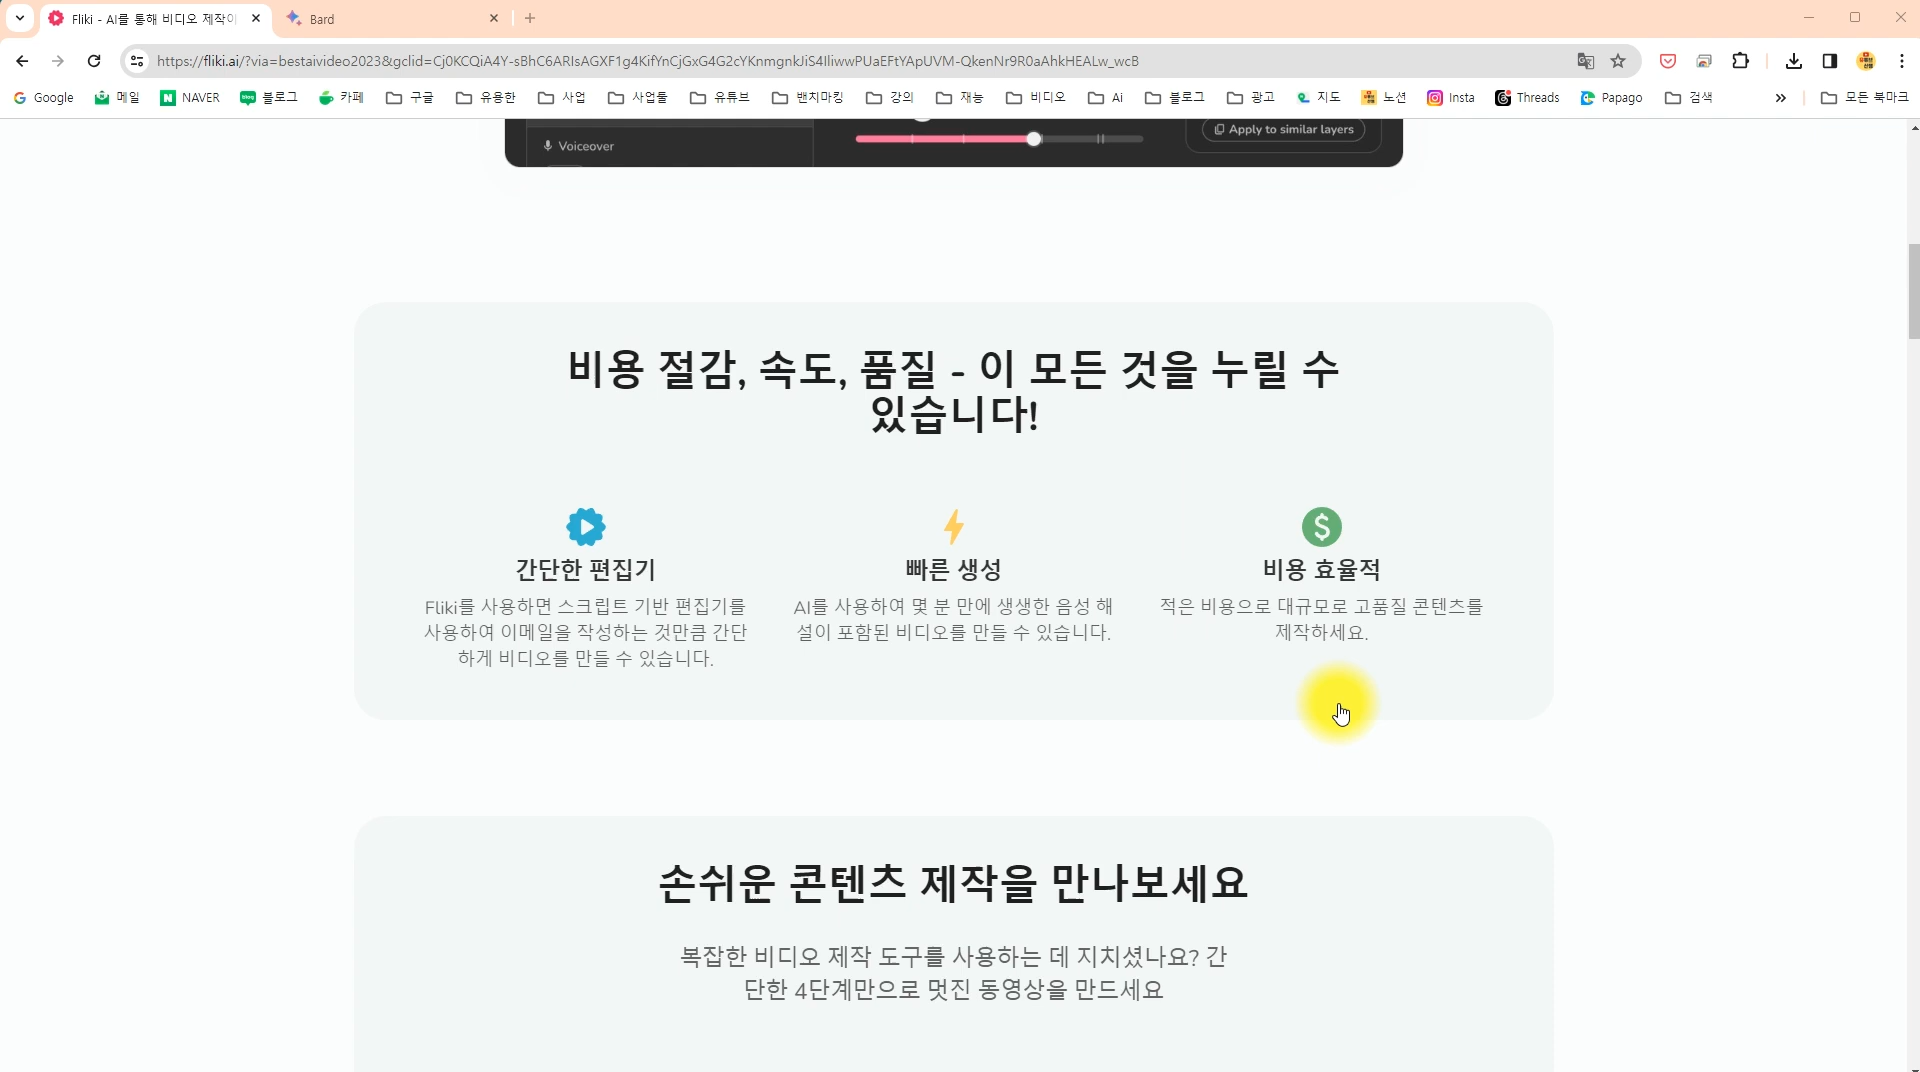 Fliki - AI를 통해 비디오 제작이
Bard
https://fliki.ai/?via=bestaivideo2023&gclid=Cj0KCQiA4Y-sBhC6ARIsAGXF1g4KifYnCjGxG4G2cYKnmgnkJiS4IliwwPUaEFtYApUVM-QkenNr9R0aAhkHEALw_wcB
Google 메일 NAVER 블로그 카페 구글 유용한 사업 사업툴 유튜브 벤치마킹 강의 재능 비디오 Ai 블로그 광고 지도 노션 Insta Threads Papago 검색 » 모든 북마크
Voiceover
Apply to similar layers
비용 절감, 속도, 품질 - 이 모든 것을 누릴 수
있습니다!
간단한 편집기
Fliki를 사용하면 스크립트 기반 편집기를
사용하여 이메일을 작성하는 것만큼 간단
하게 비디오를 만들 수 있습니다.
빠른 생성
AI를 사용하여 몇 분 만에 생생한 음성 해
설이 포함된 비디오를 만들 수 있습니다.
비용 효율적
적은 비용으로 대규모로 고품질 콘텐츠를
제작하세요.
손쉬운 콘텐츠 제작을 만나보세요
복잡한 비디오 제작 도구를 사용하는 데 지치셨나요? 간
단한 4단계만으로 멋진 동영상을 만드세요